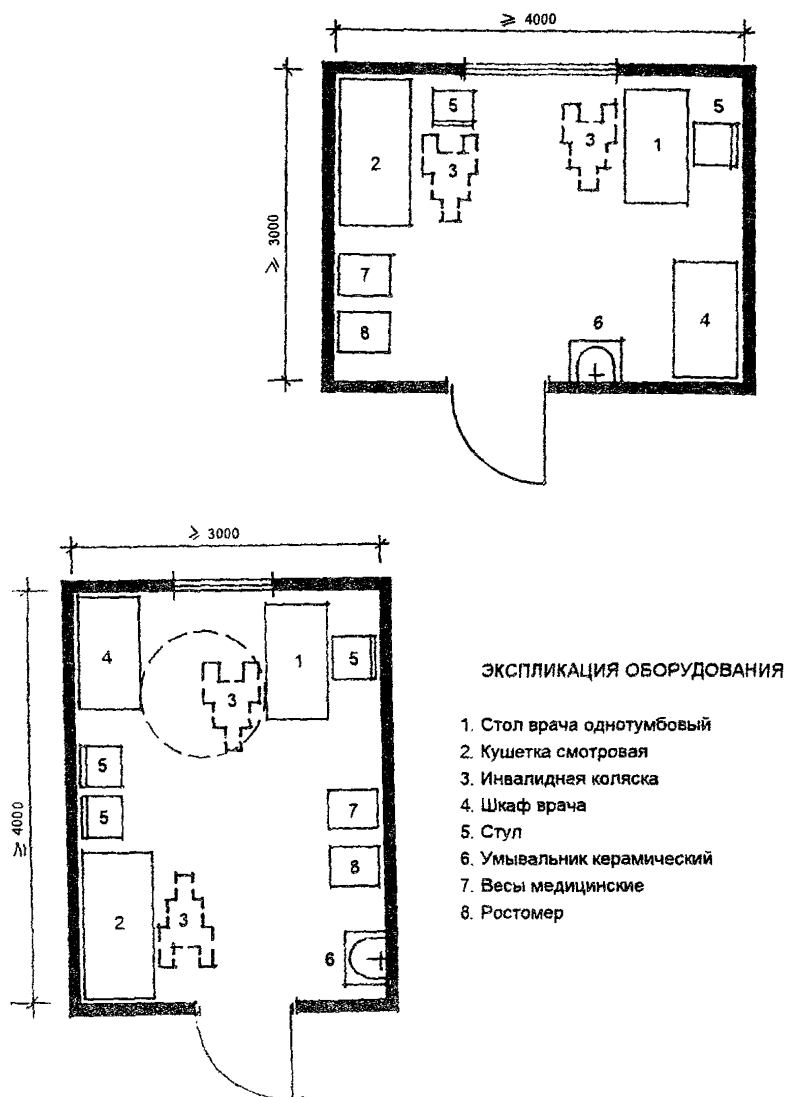 ⩾ 4000
⩾ 3000
5
5
3
1
2
3
7
8
6
4
⩾ 3000
⩾ 4000
4
1
5
3
5
5
7
8
2
3
6
ЭКСПЛИКАЦИЯ ОБОРУДОВАНИЯ
1. Стол врача однотумбовый
2. Кушетка смотровая
3. Инвалидная коляска
4. Шкаф врача
5. Стул
6. Умывальник керамический
7. Весы медицинские
8. Ростомер